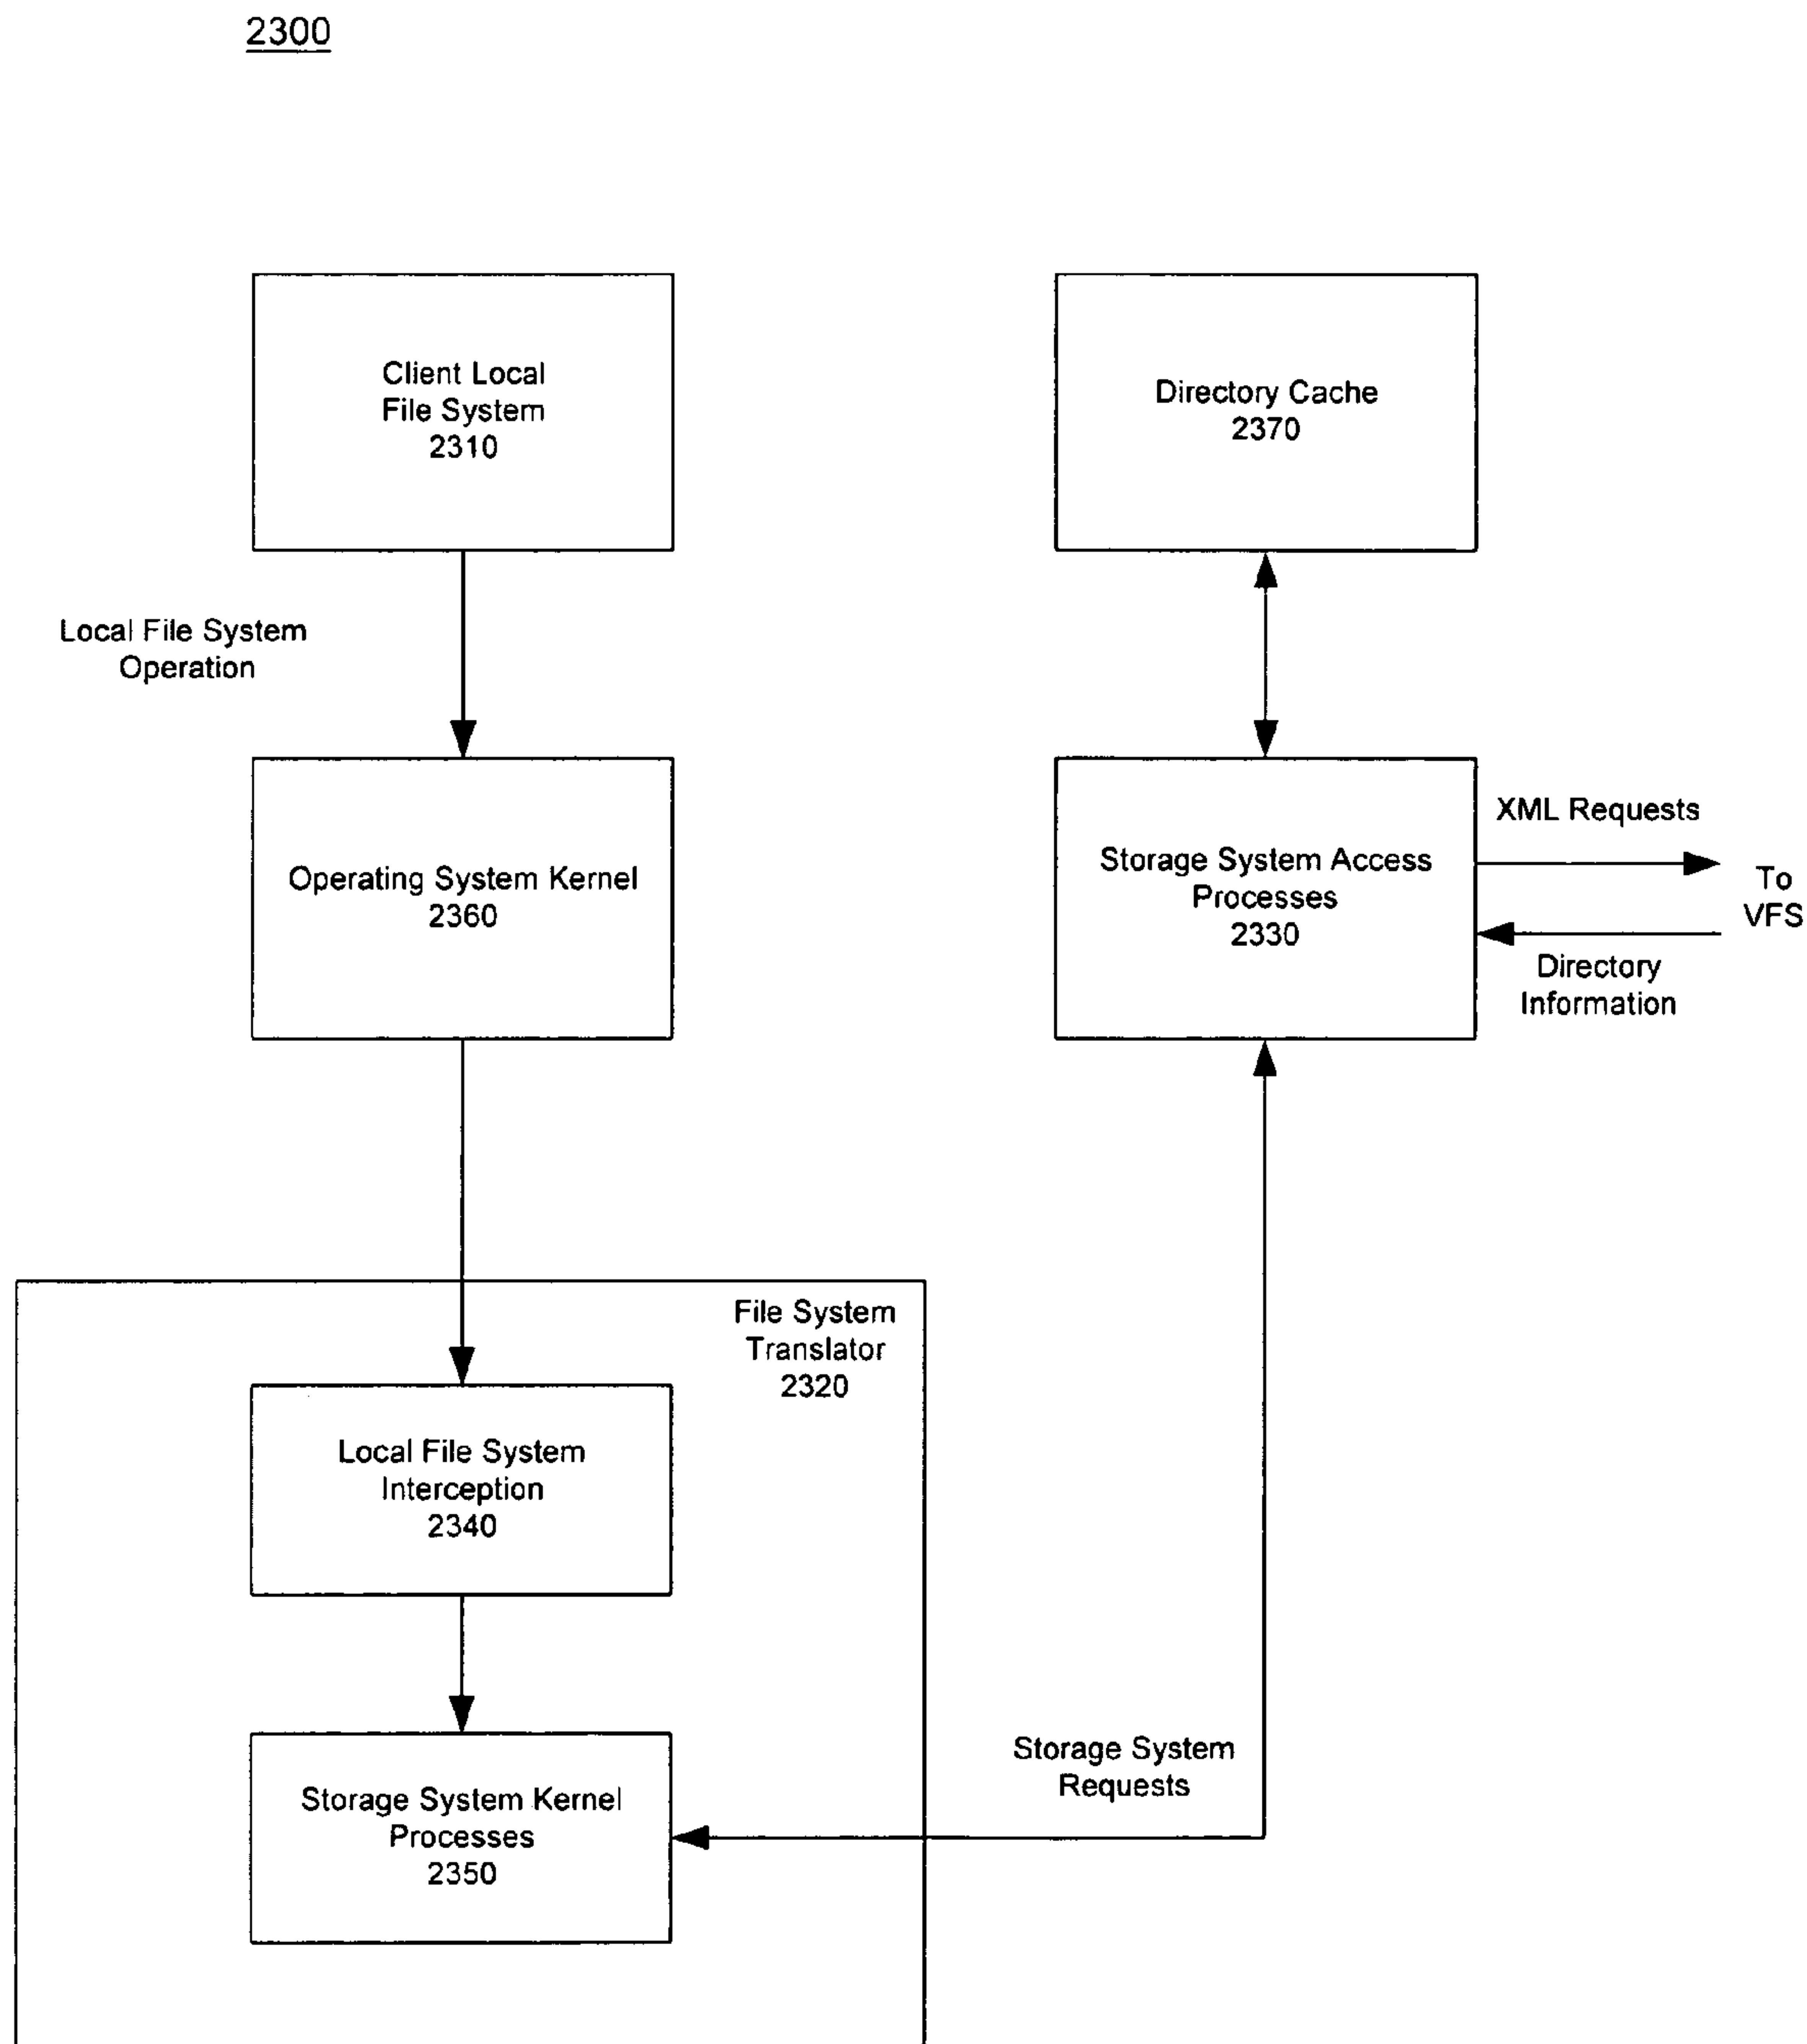 2300
Client Local
File System
2310
Directory Cache
2370
Local File System
Operation
Operating System Kernel
2360
Storage System Access
Processes
2330
XML Requests
To
VFS
Directory
Information
File System
Translator
2320
Local File System
Interception
2340
Storage System Kernel
Processes
2350
Storage System
Requests